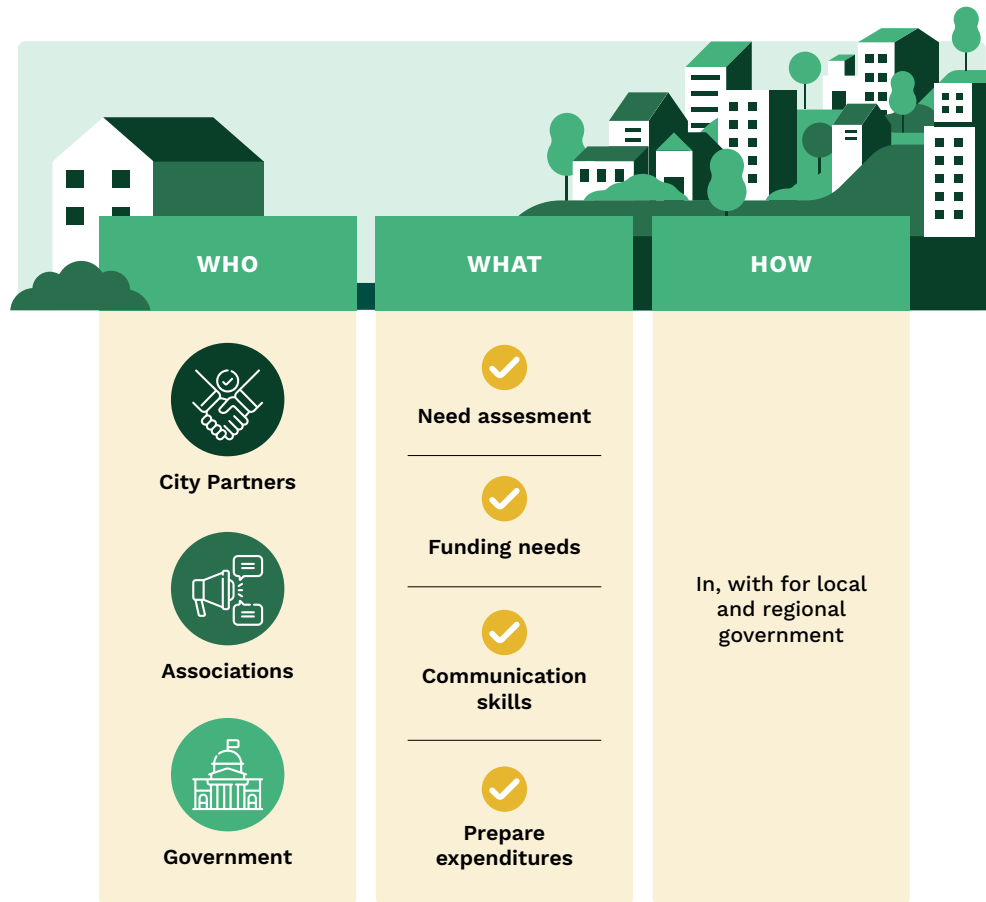 WHO
City Partners
Associations
Government
WHAT
Need assesment
Funding needs
Communication
skills
Prepare
expenditures
HOW
In, with for local
and regional
government